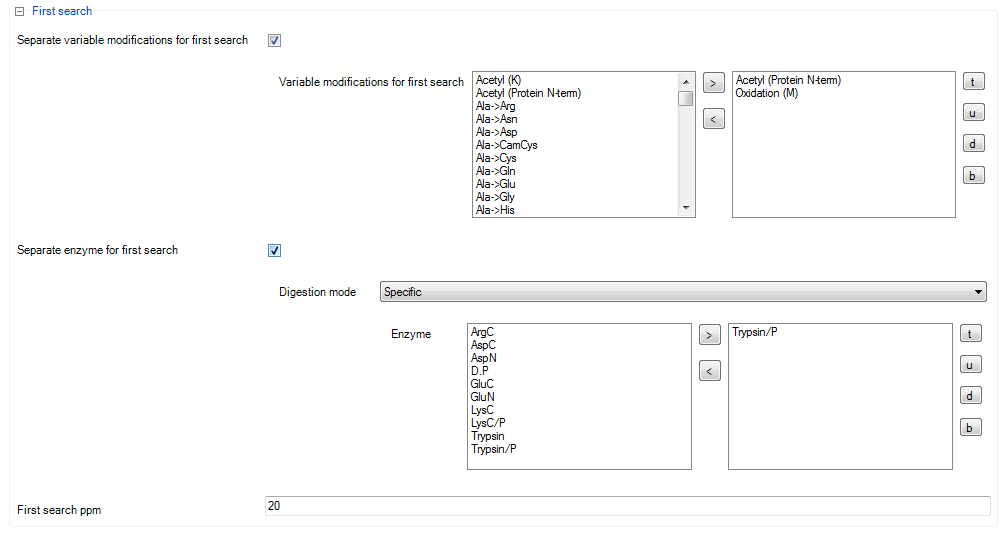 First search
Separate variable modifications for first search
Variable modifications for first search
Acetyl (K)
Acetyl (Protein N-term)
Ala->Arg
Ala->Asn
Ala->Asp
Ala->CamCys
Ala->Cys
Ala->Gln
Ala->Glu
Ala->Gly
Ala->His
>
<
Acetyl (Protein N-term)
Oxidation (M)
t
u
d
b
Separate enzyme for first search
Digestion mode
Specific
Enzyme
ArgC
AspC
AspN
D.P
GluC
GluN
LysC
LysC/P
Trypsin
Trypsin/P
>
<
Trypsin/P
t
u
d
b
First search ppm
20